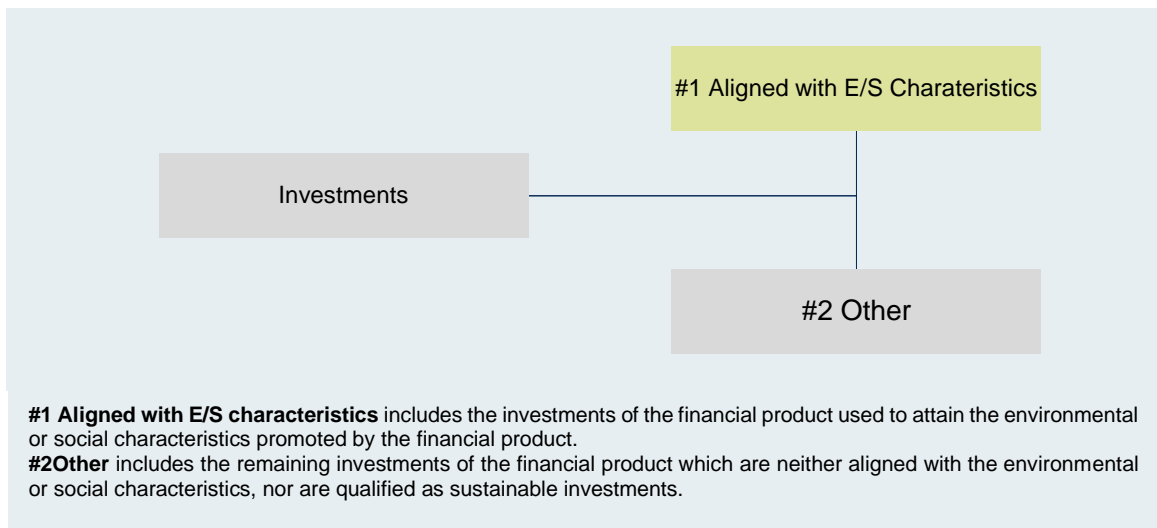 #1 Aligned with E/S Charateristics
Investments
#2 Other
#1 Aligned with E/S characteristics includes the investments of the financial product used to attain the environmental
or social characteristics promoted by the financial product.
#2Other includes the remaining investments of the financial product which are neither aligned with the environmental
or social characteristics, nor are qualified as sustainable investments.